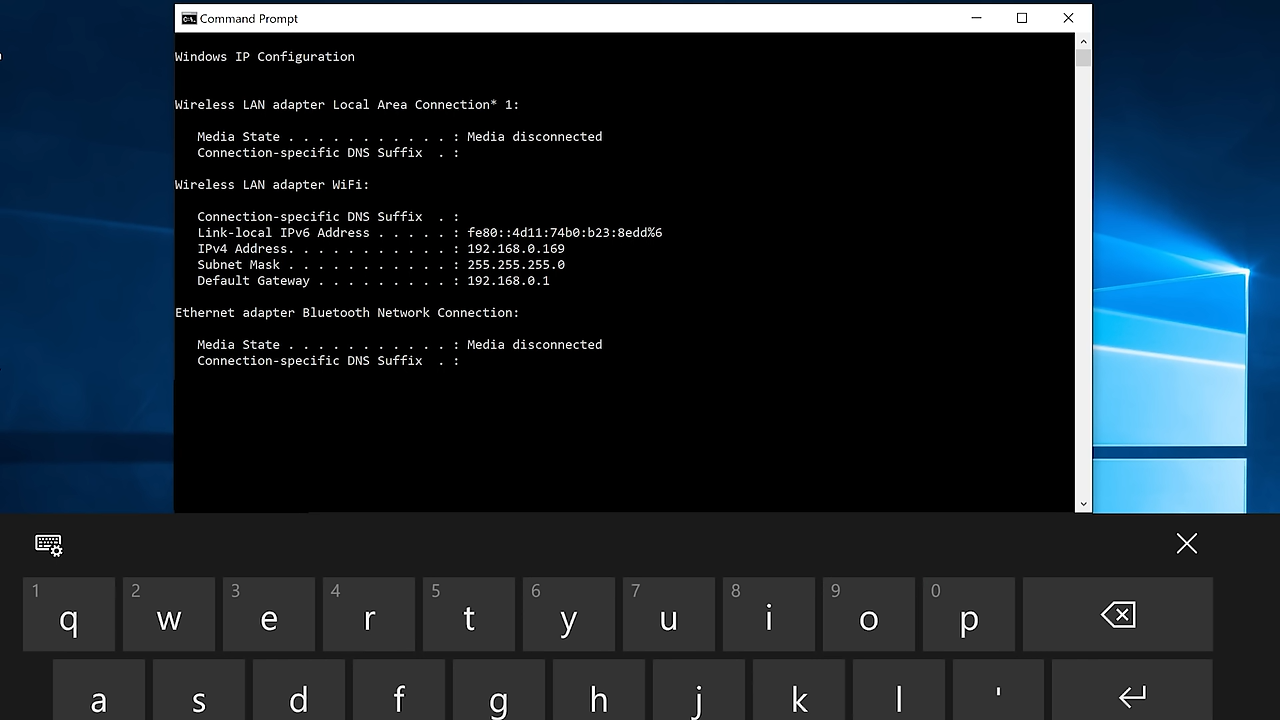 Command Prompt
Windows IP Configuration
Wireless LAN adapter Local Area Connection* 1:
Media State . . . . . . . . . . . : Media disconnected
Connection-specific DNS Suffix  . :
Wireless LAN adapter WiFi:
Connection-specific DNS Suffix  . :
Link-local IPv6 Address . . . . . : fe80::4d11:74b0:b23:8edd%6
IPv4 Address. . . . . . . . . . . : 192.168.0.169
Subnet Mask . . . . . . . . . . . : 255.255.255.0
Default Gateway . . . . . . . . . : 192.168.0.1
Ethernet adapter Bluetooth Network Connection:
Media State . . . . . . . . . . . : Media disconnected
Connection-specific DNS Suffix  . :
1 2 3 4 5 6 7 8 9 0
q w e r t y u i o p
a s d f g h j k l '